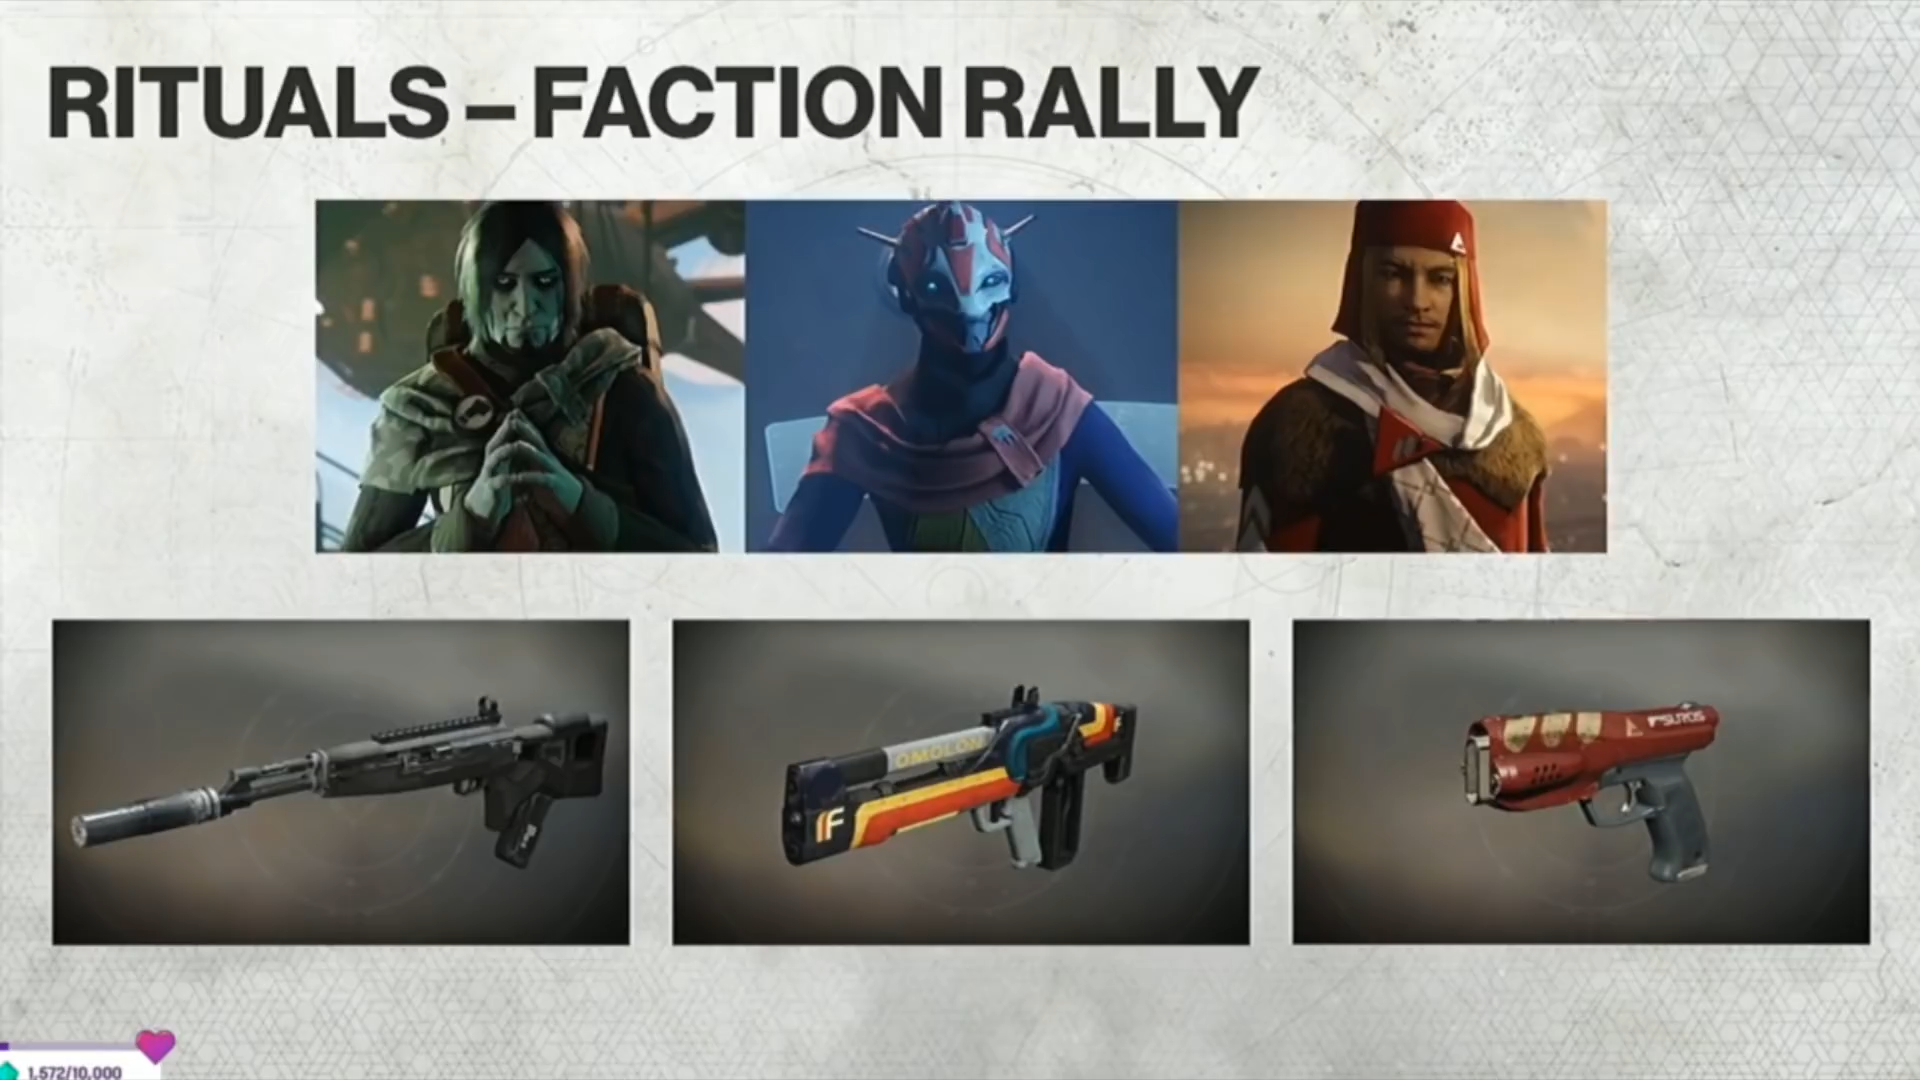 RITUALS – FACTION RALLY
OMOLON
SUROS
1,572/10,000